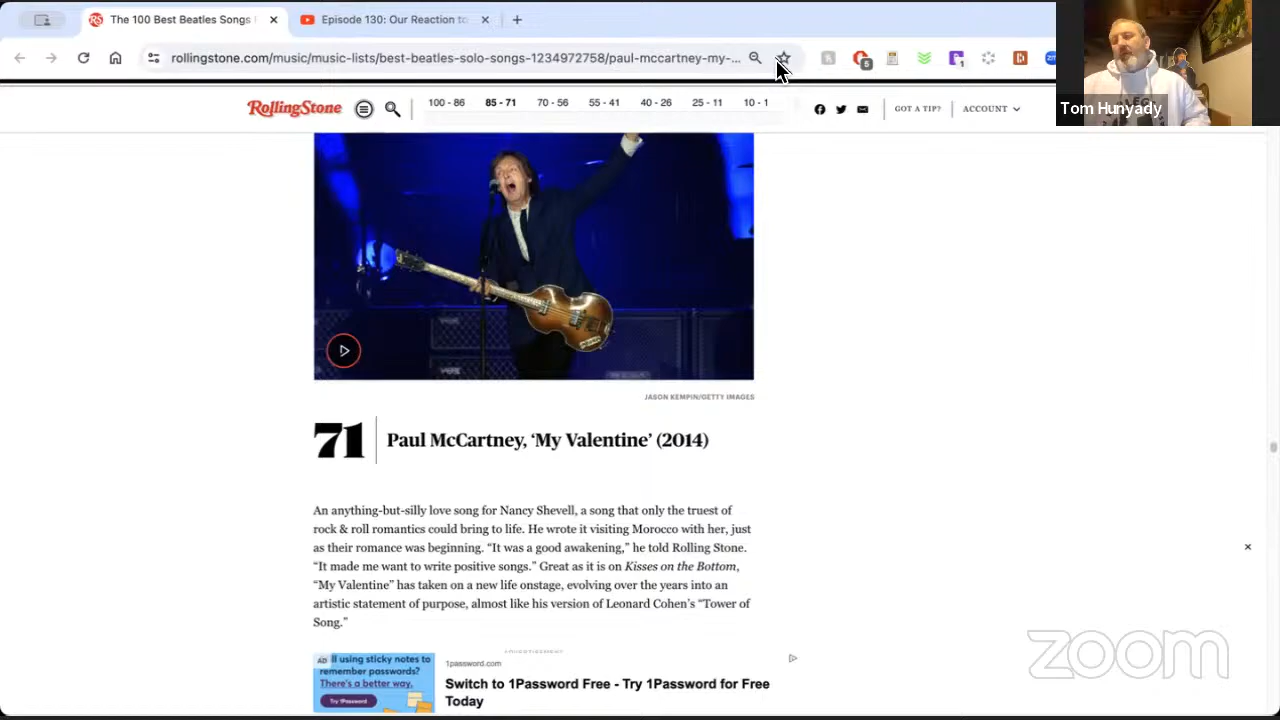 The 100 Best Beatles Songs
Episode 130: Our Reaction to
rollingstone.com/music/music-lists/best-beatles-solo-songs-1234972758/paul-mccartney-my-...
5
1
Tom Hunyady
RollingStone
100 - 86
85 - 71
70 - 56
55 - 41
40 - 26
25 - 11
10 - 1
GOT A TIP?
ACCOUNT
JASON KEMPIN/GETTY IMAGES
71
Paul McCartney, ‘My Valentine’ (2014)
An anything-but-silly love song for Nancy Shevell, a song that only the truest of
rock & roll romantics could bring to life. He wrote it visiting Morocco with her, just
as their romance was beginning. “It was a good awakening,” he told Rolling Stone.
“It made me want to write positive songs.” Great as it is on Kisses on the Bottom,
“My Valentine” has taken on a new life onstage, evolving over the years into an
artistic statement of purpose, almost like his version of Leonard Cohen’s “Tower of
Song.”
ADVERTISEMENT
AD
ll using sticky notes to
remember passwords?
There's a better way.
Try 1Password
1password.com
Switch to 1Password Free - Try 1Password for Free
Today
zoom